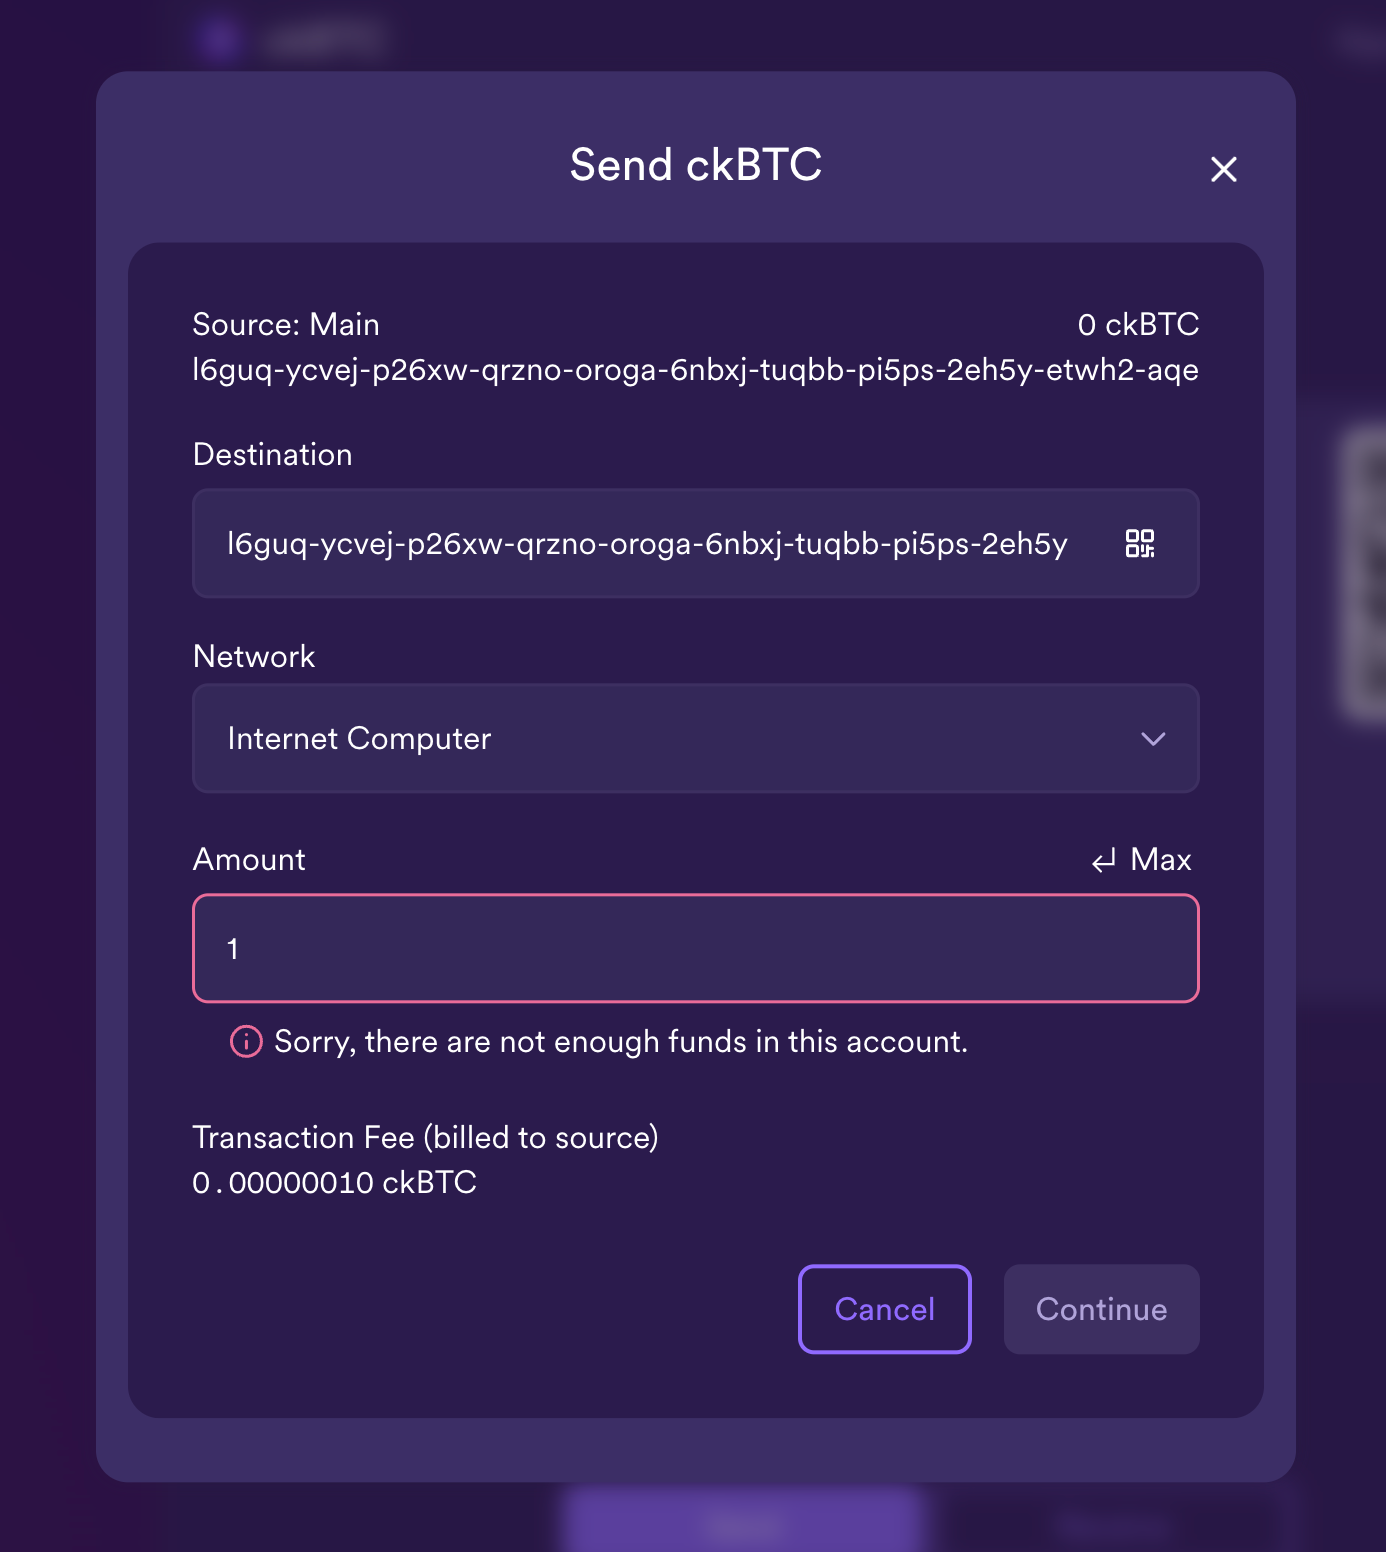 Send ckBTC
Source: Main 0 ckBTC
l6guq-ycvej-p26xw-qrzno-oroga-6nbxj-tuqbb-pi5ps-2eh5y-etwh2-aqe
Destination
l6guq-ycvej-p26xw-qrzno-oroga-6nbxj-tuqbb-pi5ps-2eh5y
Network
Internet Computer
Amount Max
1
Sorry, there are not enough funds in this account.
Transaction Fee (billed to source)
0.00000010 ckBTC
Cancel Continue